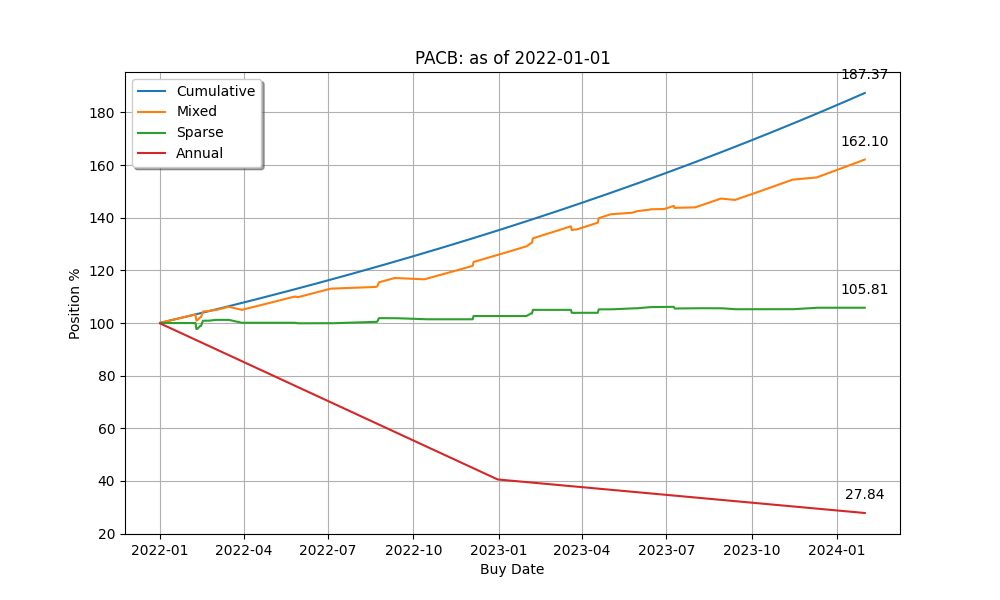 PACB: as of 2022-01-01
Cumulative
Mixed
Sparse
Annual
187.37
162.10
105.81
27.84
Position %
180
160
140
120
100
80
60
40
20
2022-01 2022-04 2022-07 2022-10 2023-01 2023-04 2023-07 2023-10 2024-01
Buy Date